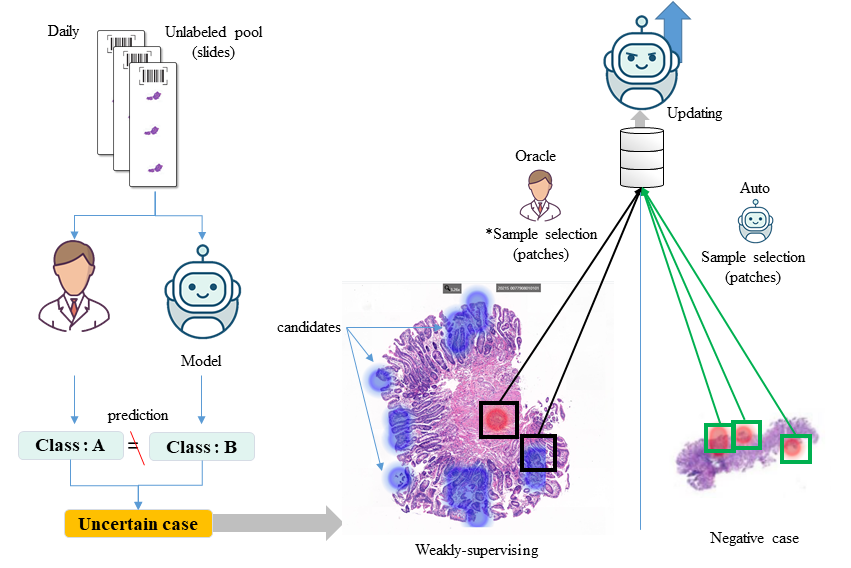 Daily
Unlabeled pool
(slides)
Model
prediction
Class : A
=
Class : B
Uncertain case
candidates
Weakly-supervising
Oracle
*Sample selection
(patches)
Updating
Auto
Sample selection
(patches)
Negative case